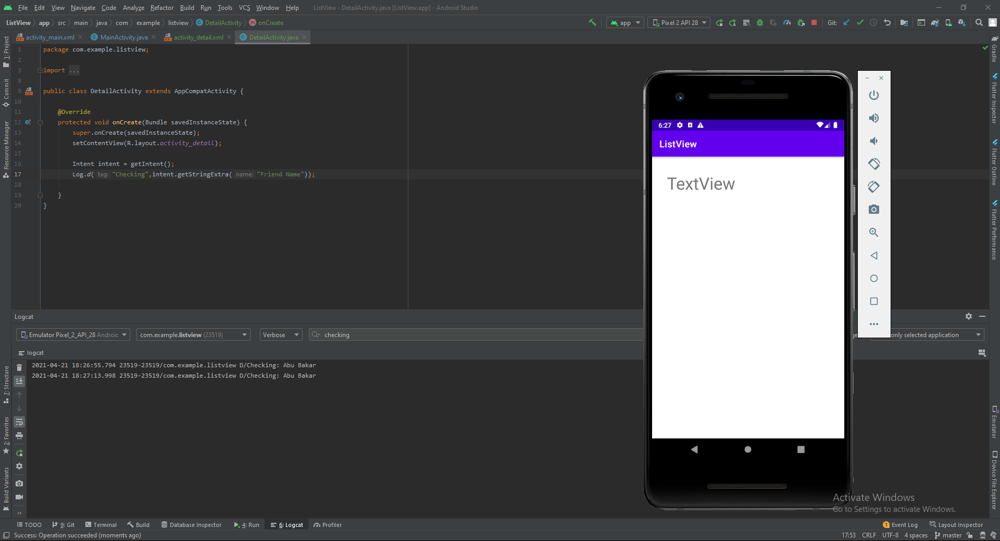 File Edit View Navigate Code Analyze Refactor Build Run Tools VCS Window Help ListView - DetailActivity.java [ListView.app] - Android Studio
ListView app src main java com example listview DetailActivity onCreate app Pixel 2 API 28 Git:
activity_main.xml MainActivity.java activity_detail.xml DetailActivity.java
1 package com.example.listview;
2
3 import ...
8
9 public class DetailActivity extends AppCompatActivity {
10
11 @Override
12 protected void onCreate(Bundle savedInstanceState) {
13 super.onCreate(savedInstanceState);
14 setContentView(R.layout.activity_detail);
15
16 Intent intent = getIntent();
17 Log.d( tag: "Checking",intent.getStringExtra( name: "Friend Name"));
18
19 }
20 }
1: Project
Commit
Resource Manager
7: Structure
2: Favorites
Build Variants
6:27
ListView
TextView
Gradle
Flutter Inspector
Flutter Outline
Flutter Performance
Emulator
Device File Explorer
Logcat
Emulator Pixel_2_API_28 Android com.example.listview (23519) Verbose checking only selected application
logcat
2021-04-21 18:26:55.794 23519-23519/com.example.listview D/Checking: Abu Bakar
2021-04-21 18:27:13.998 23519-23519/com.example.listview D/Checking: Abu Bakar
Activate Windows
Go to Settings to activate Windows.
TODO 9: Git Terminal Build Database Inspector 4: Run 6: Logcat Profiler 1 Event Log Layout Inspector
Success: Operation succeeded (moments ago) 17:53 CRLF UTF-8 4 spaces master